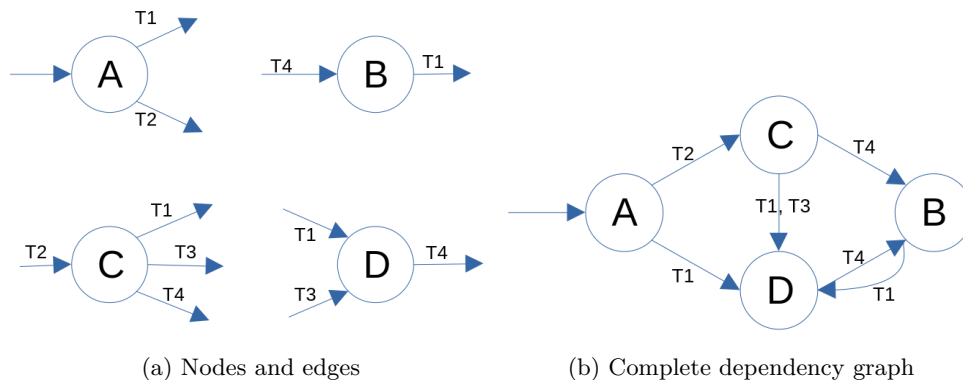 T1
A
T2
T4
B
T1
T2
C
T1
T3
T4
T1
T3
D
T4
A
T2
C
T4
T1, T3
B
T1
D
T4
T1
(a) Nodes and edges
(b) Complete dependency graph